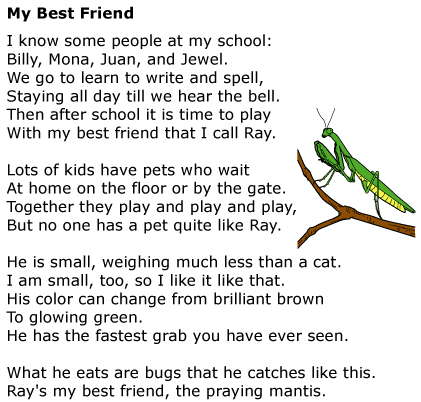 My Best Friend
I know some people at my school:
Billy, Mona, Juan, and Jewel.
We go to learn to write and spell,
Staying all day till we hear the bell.
Then after school it is time to play
With my best friend that I call Ray.
Lots of kids have pets who wait
At home on the floor or by the gate.
Together they play and play and play,
But no one has a pet quite like Ray.
He is small, weighing much less than a cat.
I am small, too, so I like it like that.
His color can change from brilliant brown
To glowing green.
He has the fastest grab you have ever seen.
What he eats are bugs that he catches like this.
Ray's my best friend, the praying mantis.